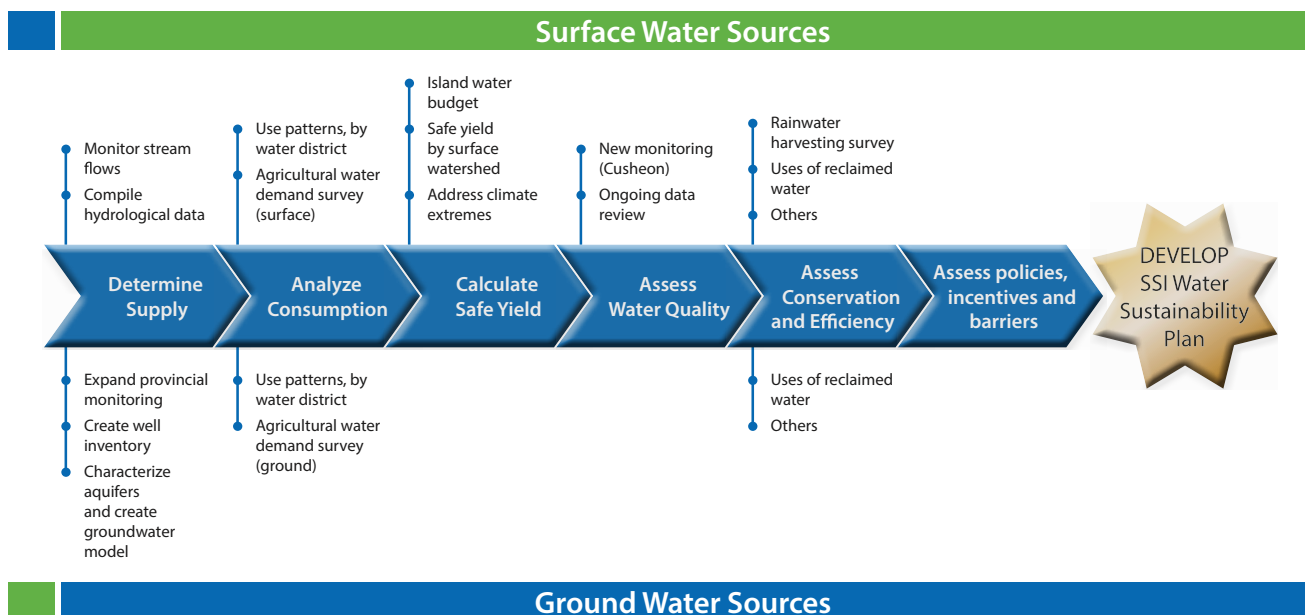 Surface Water Sources
Monitor stream
flows
Compile
hydrological data
Use patterns, by
water district
Agricultural water
demand survey
(surface)
Island water
budget
Safe yield
by surface
watershed
Address climate
extremes
New monitoring
(Cusheon)
Ongoing data
review
Rainwater
harvesting survey
Uses of reclaimed
water
Others
Determine
Supply
Analyze
Consumption
Calculate
Safe Yield
Assess
Water Quality
Assess
Conservation
and Efficiency
Assess policies,
incentives and
barriers
DEVELOP
SSI Water
Sustainability
Plan
Expand provincial
monitoring
Create well
inventory
Characterize
aquifers
and create
groundwater
model
Use patterns, by
water district
Agricultural water
demand survey
(ground)
Uses of reclaimed
water
Others
Ground Water Sources